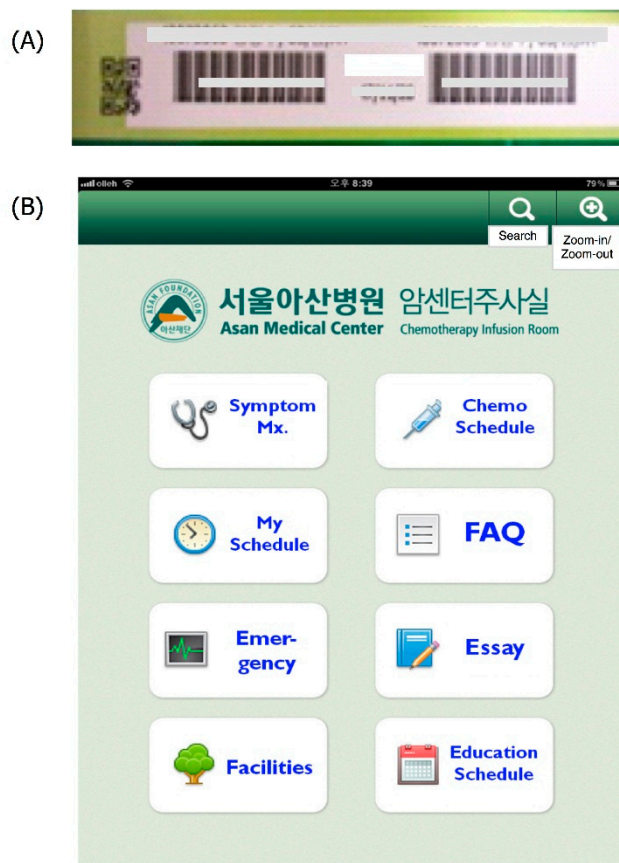 (A)
(B)
olleh 오후 8:39 79%
Search
Zoom-in/
Zoom-out
ASAN FOUNDATION
아산재단
서울아산병원 암센터주사실
Asan Medical Center Chemotherapy Infusion Room
Symptom
Mx.
Chemo
Schedule
My
Schedule
FAQ
Emer-
gency
Essay
Facilities
Education
Schedule